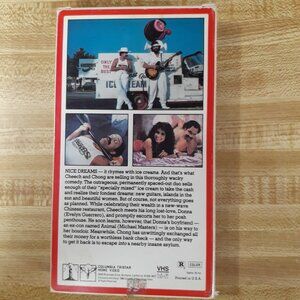 ONLY
THE
BEST
ICE CREAM
NICE DREAMS — it rhymes with ice creams. And that's what
Cheech and Chong are selling in this thoroughly wacky
comedy. The outrageous, permanently spaced-out duo sell
enough of their "specially mixed" ice cream to take the cash
and realize their fondest dreams: new guitars, islands in the
sun and beautiful women. But of course, not everything goes
as planned. While celebrating their wealth in a new wave
Chinese restaurant, Cheech meets his long lost-love, Donna
(Evelyn Guerrero), and promptly escorts her to her posh
penthouse. He soon learns, however, that Donna's boyfriend—
an ex-con named Animal (Michael Masters) — is on his way to
her boudoir. Meanwhile, Chong has unwittingly exchanged all
their money for a worthless bank check — and the only way
to get it back is to escape into a nearby insane asylum.
COLUMBIA TRISTAR
HOME VIDEO
VHS
R
COLOR
Printed in U.S.A.